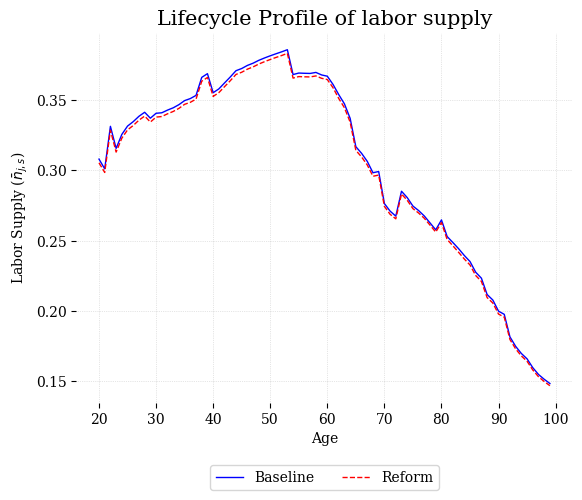 Lifecycle Profile of labor supply
Labor Supply (n̄_{j,s})
0.35
0.30
0.25
0.20
0.15
20 30 40 50 60 70 80 90 100
Age
Baseline Reform